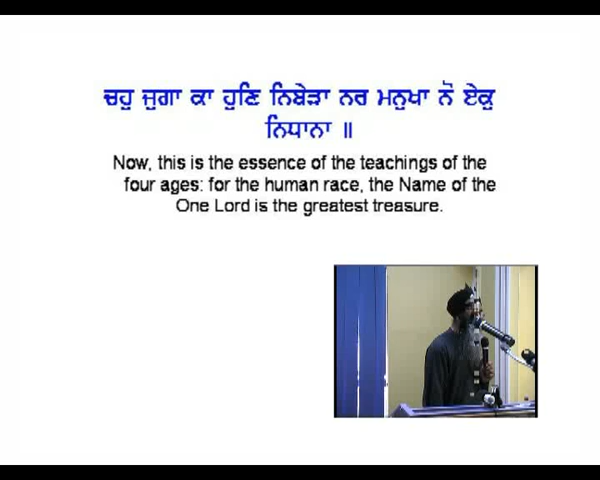 ਚਹੁ ਜੁਗਾ ਕਾ ਹੁਣਿ ਨਿਬੇੜਾ ਨਰ ਮਨੁਖਾ ਨੋ ਏਕੁ
ਨਿਧਾਨਾ ॥
Now, this is the essence of the teachings of the
four ages: for the human race, the Name of the
One Lord is the greatest treasure.